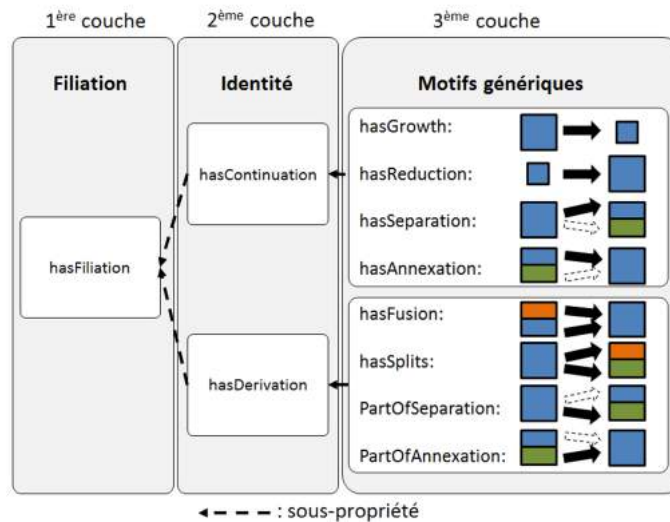 1ère couche
2ème couche
3ème couche
Filiation
Identité
Motifs génériques
hasFiliation
hasContinuation
hasDerivation
hasGrowth:
hasReduction:
hasSeparation:
hasAnnexation:
hasFusion:
hasSplits:
PartOfSeparation:
PartOfAnnexation:
: sous-propriété